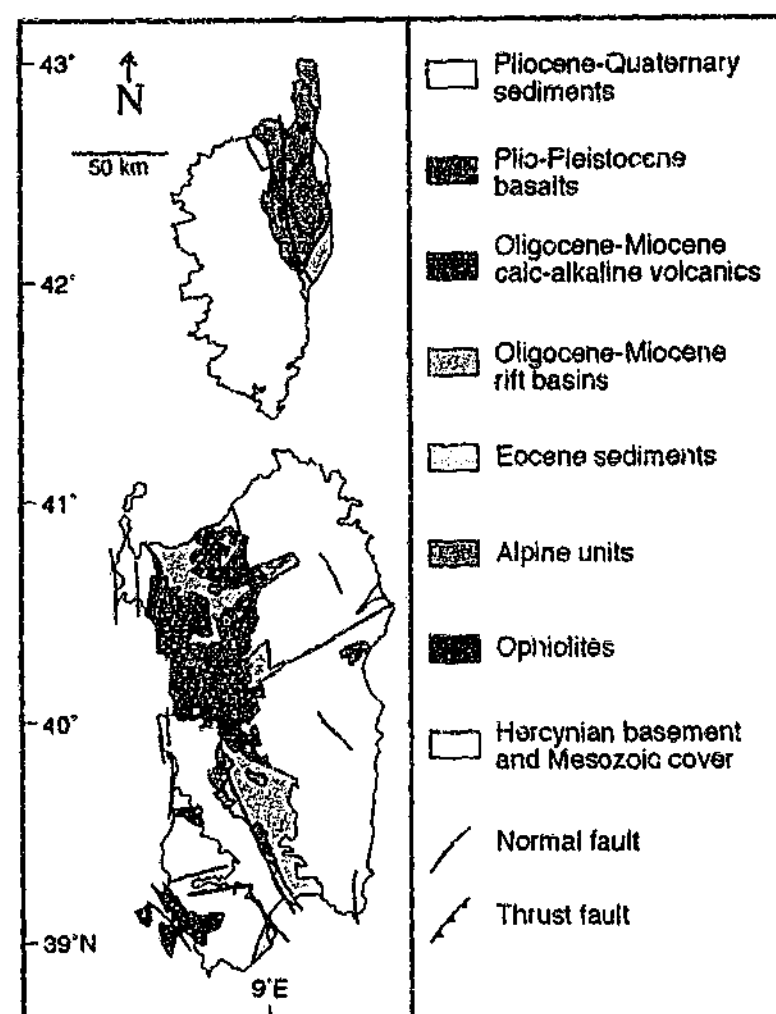 43°
N
50 km
42°
41°
40°
39°N
9°E
Pliocene-Quaternary
sediments
Plio-Pleistocene
basalts
Oligocene-Miocene
calc-alkaline volcanics
Oligocene-Miocene
rift basins
Eocene sediments
Alpine units
Ophiolites
Hercynian basement
and Mesozoic cover
Normal fault
Thrust fault